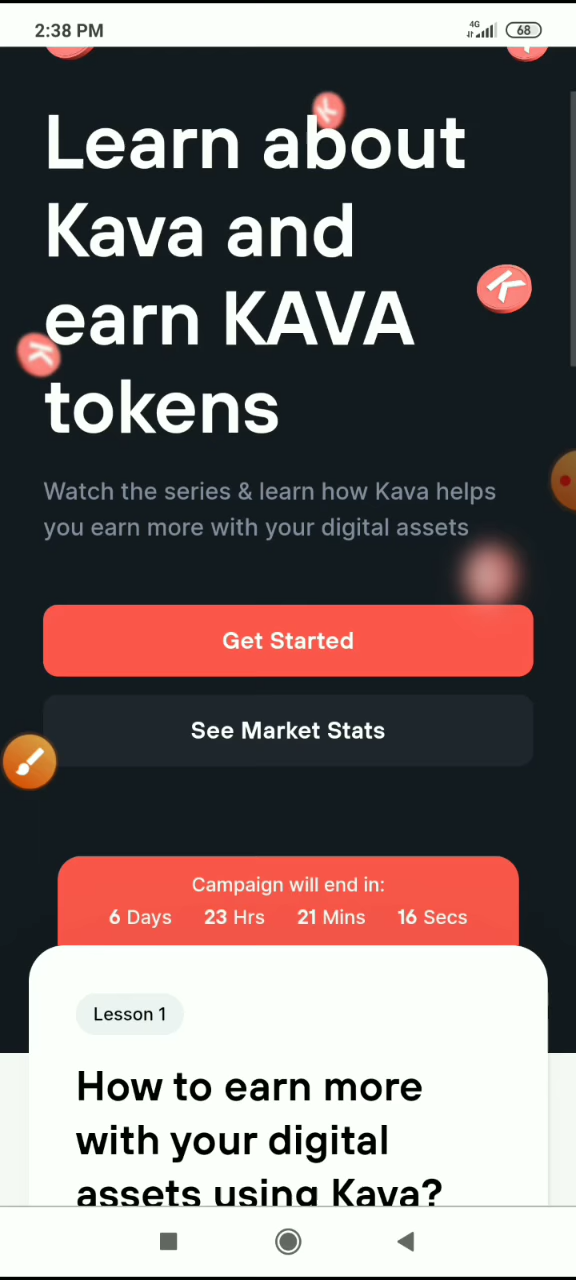 2:38 PM
4G
68
Learn about
Kava and
earn KAVA
tokens
Watch the series & learn how Kava helps
you earn more with your digital assets
Get Started
See Market Stats
Campaign will end in:
6 Days 23 Hrs 21 Mins 16 Secs
Lesson 1
How to earn more
with your digital
assets using Kava?